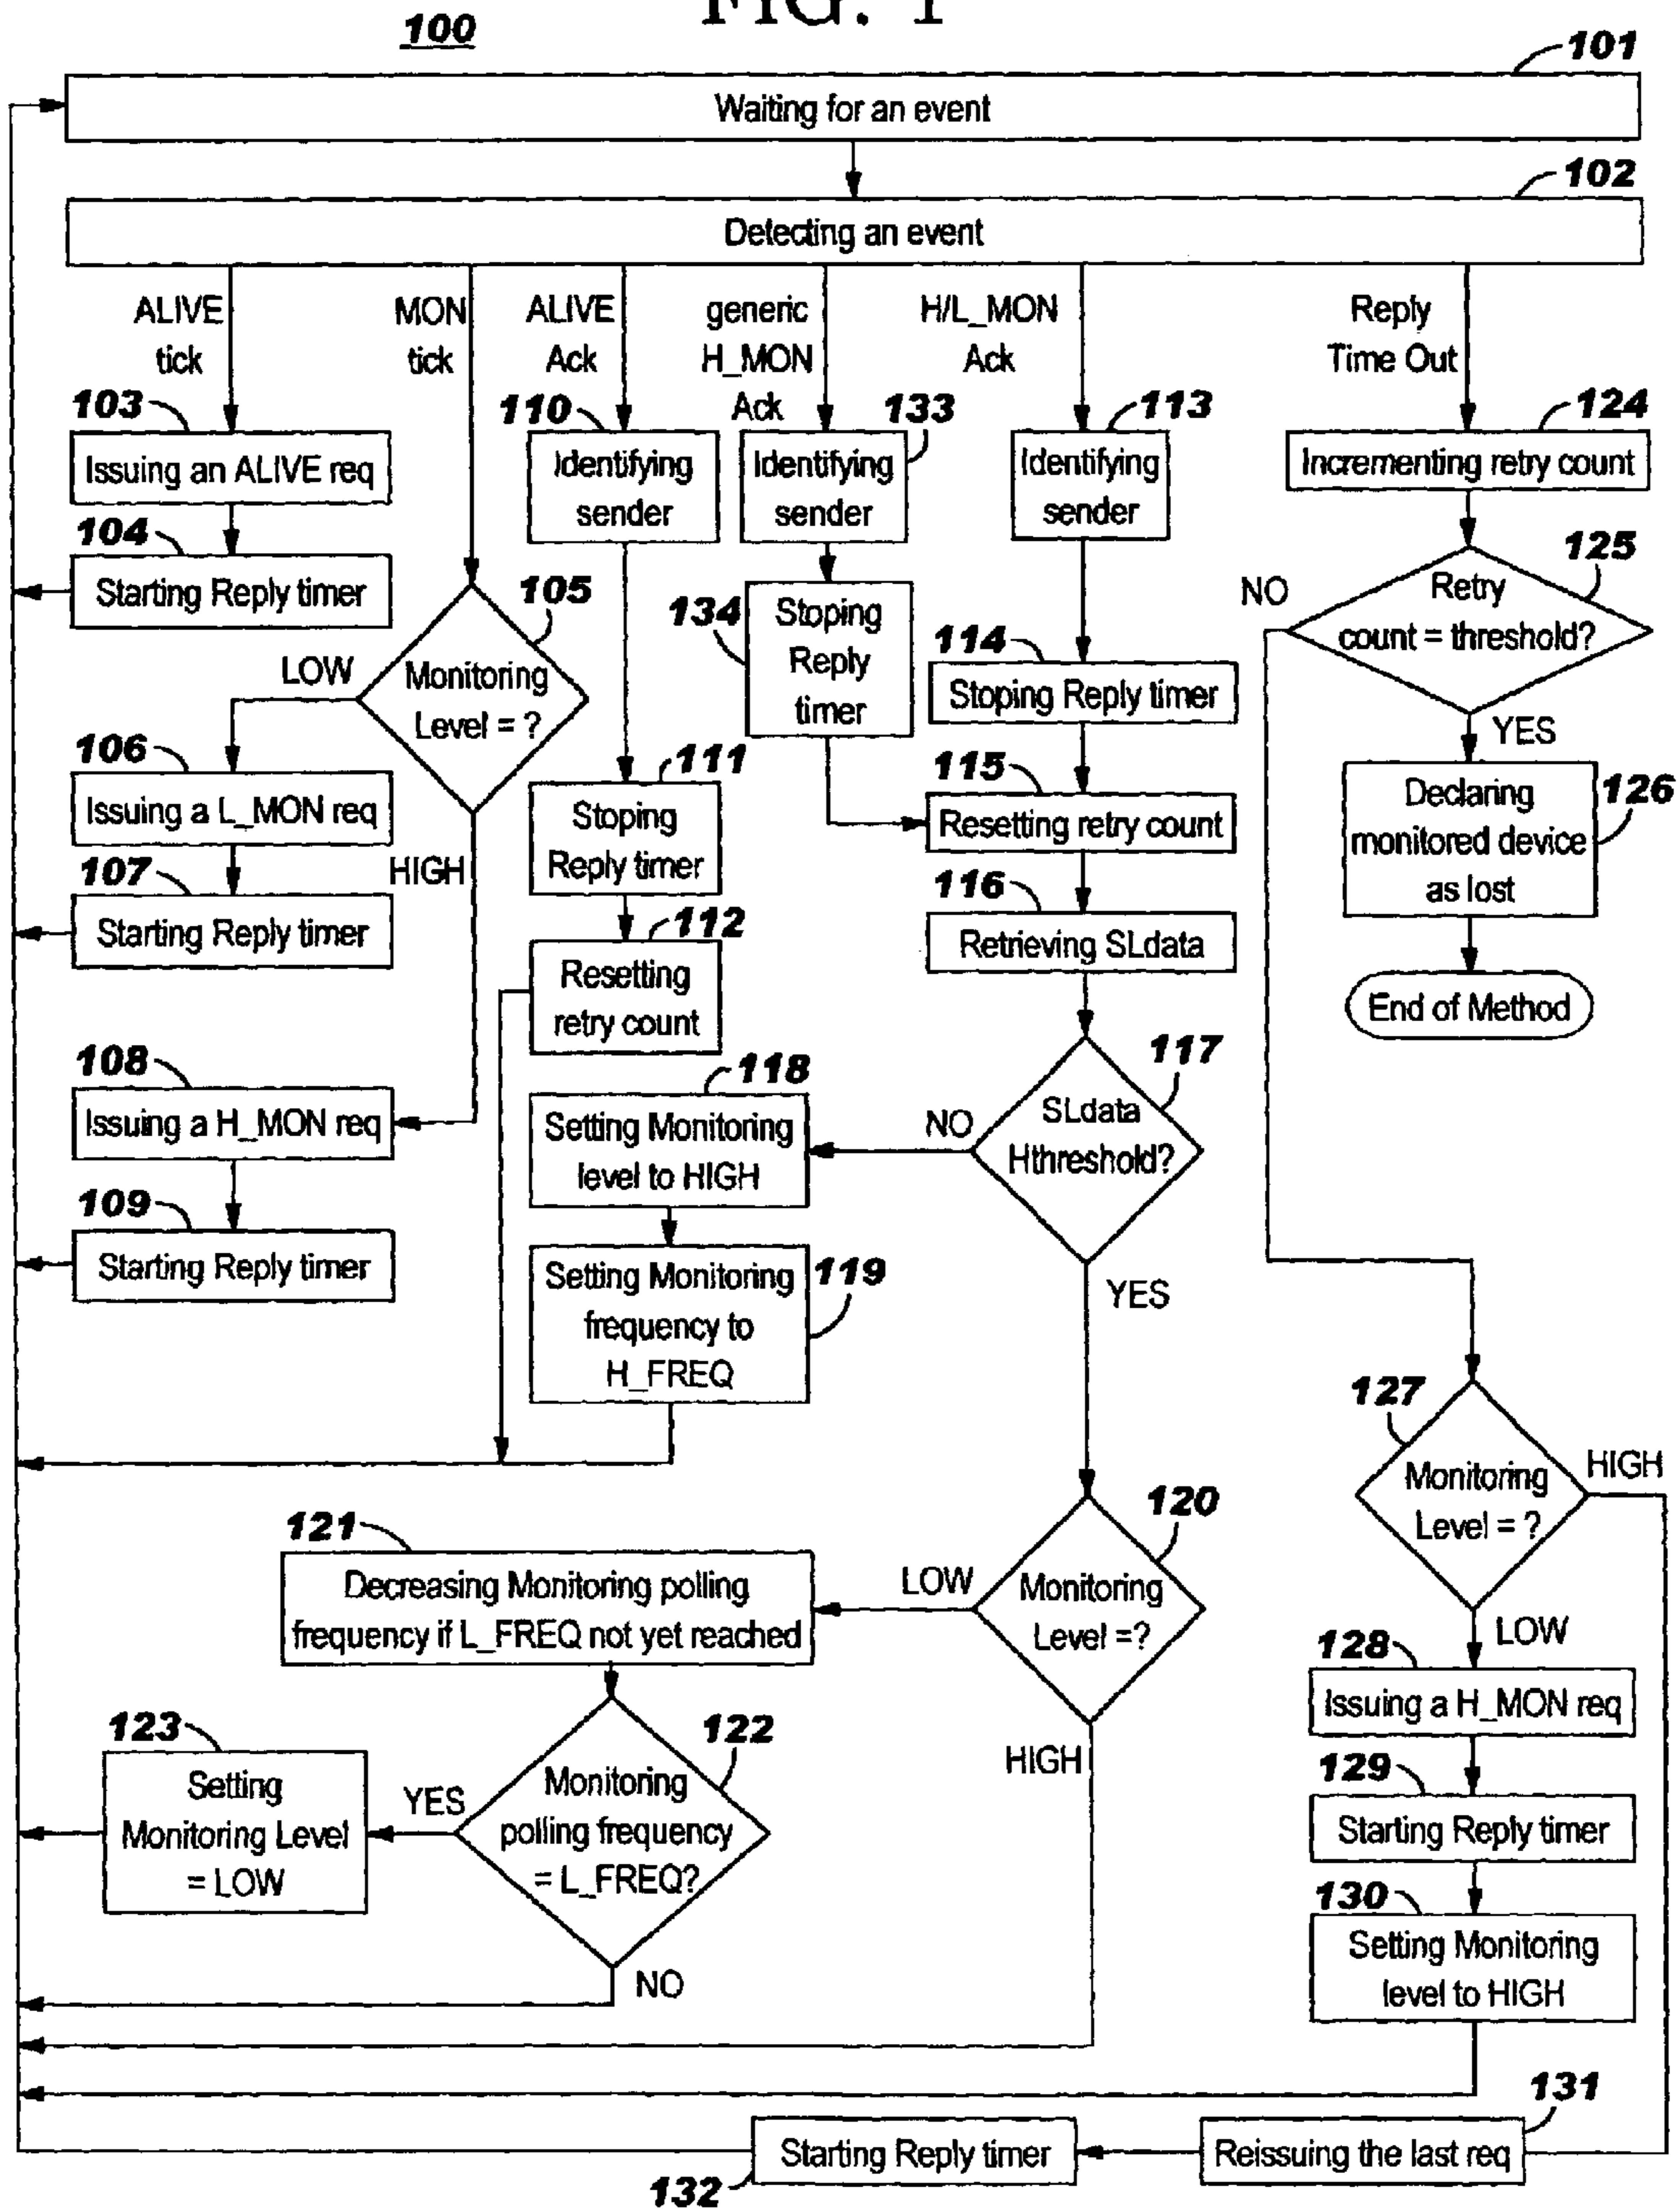 FIG. 1
100
101
Waiting for an event
102
Detecting an event
ALIVE
tick
MON
tick
ALIVE
Ack
generic
H_MON
Ack
H/L_MON
Ack
Reply
Time Out
103
Issuing an ALIVE req
104
Starting Reply timer
105
Monitoring
Level = ?
LOW
HIGH
106
Issuing a L_MON req
107
Starting Reply timer
108
Issuing a H_MON req
109
Starting Reply timer
110
Identifying
sender
111
Stoping
Reply timer
112
Resetting
retry count
133
Identifying
sender
134
Stoping
Reply
timer
113
Identifying
sender
114
Stoping Reply timer
115
Resetting retry count
116
Retrieving SLdata
117
SLdata
Hthreshold?
NO
YES
118
Setting Monitoring
level to HIGH
119
Setting Monitoring
frequency to
H_FREQ
120
Monitoring
Level =?
LOW
HIGH
121
Decreasing Monitoring polling
frequency if L_FREQ not yet reached
122
Monitoring
polling frequency
= L_FREQ?
YES
NO
123
Setting
Monitoring Level
= LOW
124
Incrementing retry count
125
Retry
count = threshold?
NO
YES
126
Declaring
monitored device
as lost
End of Method
127
Monitoring
Level = ?
HIGH
LOW
128
Issuing a H_MON req
129
Starting Reply timer
130
Setting Monitoring
level to HIGH
131
Reissuing the last req
Starting Reply timer
132